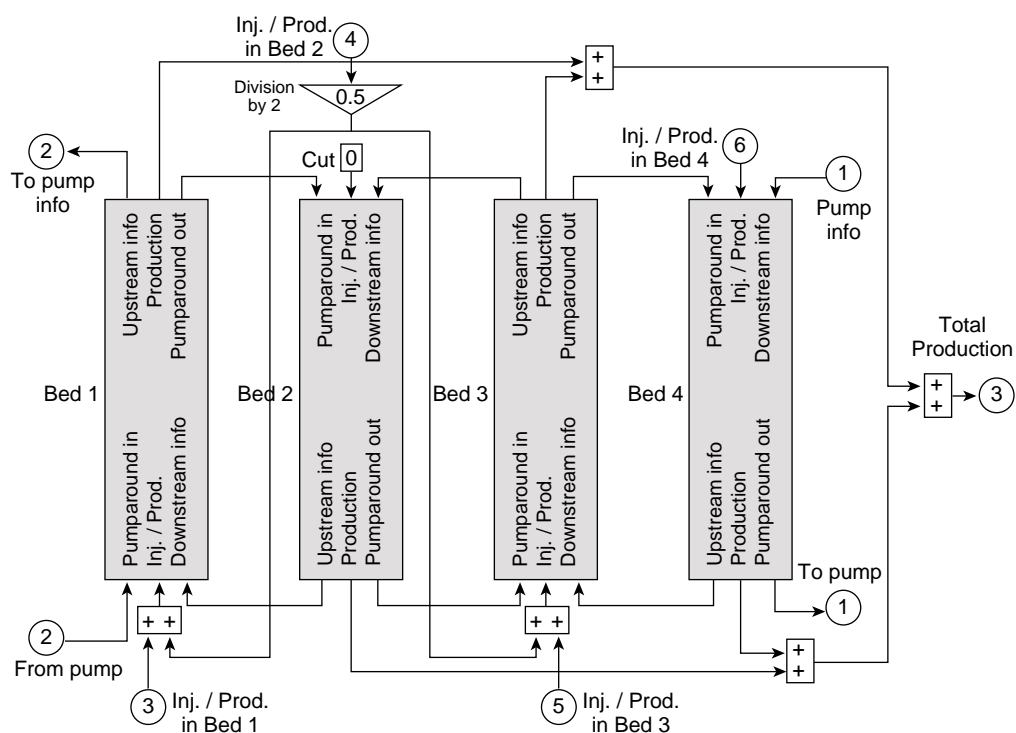 Inj. / Prod.
in Bed 2
4
+
+
Division
by 2
0.5
2
To pump
info
Cut
0
Inj. / Prod.
in Bed 4
6
1
Pump
info
Upstream info
Production
Pumparound out
Pumparound in
Inj. / Prod.
Downstream info
Upstream info
Production
Pumparound out
Pumparound in
Inj. / Prod.
Downstream info
Total
Production
+
+
3
Bed 1
Bed 2
Bed 3
Bed 4
Pumparound in
Inj. / Prod.
Downstream info
Upstream info
Production
Pumparound out
Pumparound in
Inj. / Prod.
Downstream info
Upstream info
Production
Pumparound out
To pump
1
2
From pump
+ +
+ +
+
+
3
Inj. / Prod.
in Bed 1
5
Inj. / Prod.
in Bed 3